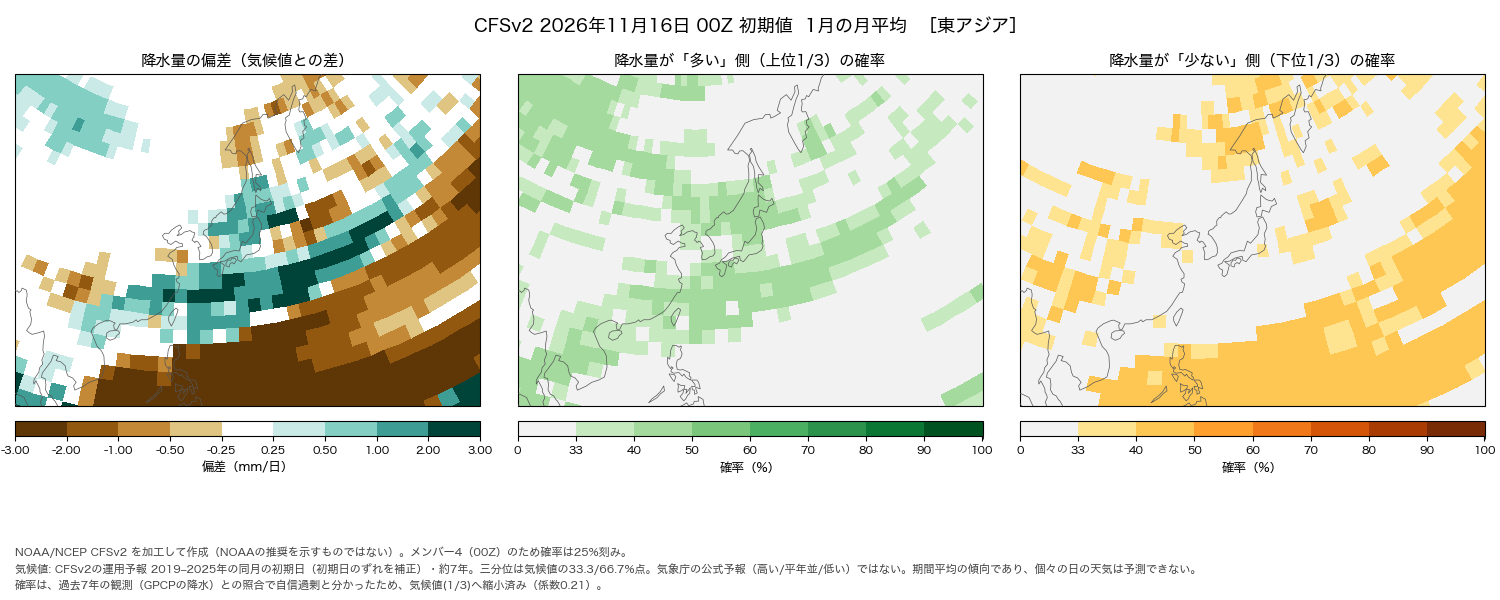 CFSv2 2026年11月16日 00Z 初期値 1月の月平均 ［東アジア］
降水量の偏差（気候値との差）
降水量が「多い」側（上位1/3）の確率
降水量が「少ない」側（下位1/3）の確率
-3.00 -2.00 -1.00 -0.50 -0.25 0.25 0.50 1.00 2.00 3.00
偏差（mm/日）
0 33 40 50 60 70 80 90 100
確率（%）
0 33 40 50 60 70 80 90 100
確率（%）
NOAA/NCEP CFSv2 を加工して作成（NOAAの推奨を示すものではない）。メンバー4（00Z）のため確率は25%刻み。
気候値: CFSv2の運用予報 2019–2025年の同月の初期日（初期日のずれを補正）・約7年。三分位は気候値の33.3/66.7%点。気象庁の公式予報（高い/平年並/低い）ではない。期間平均の傾向であり、個々の日の天気は予測できない。
確率は、過去7年の観測（GPCPの降水）との照合で自信過剰と分かったため、気候値(1/3)へ縮小済み（係数0.21）。